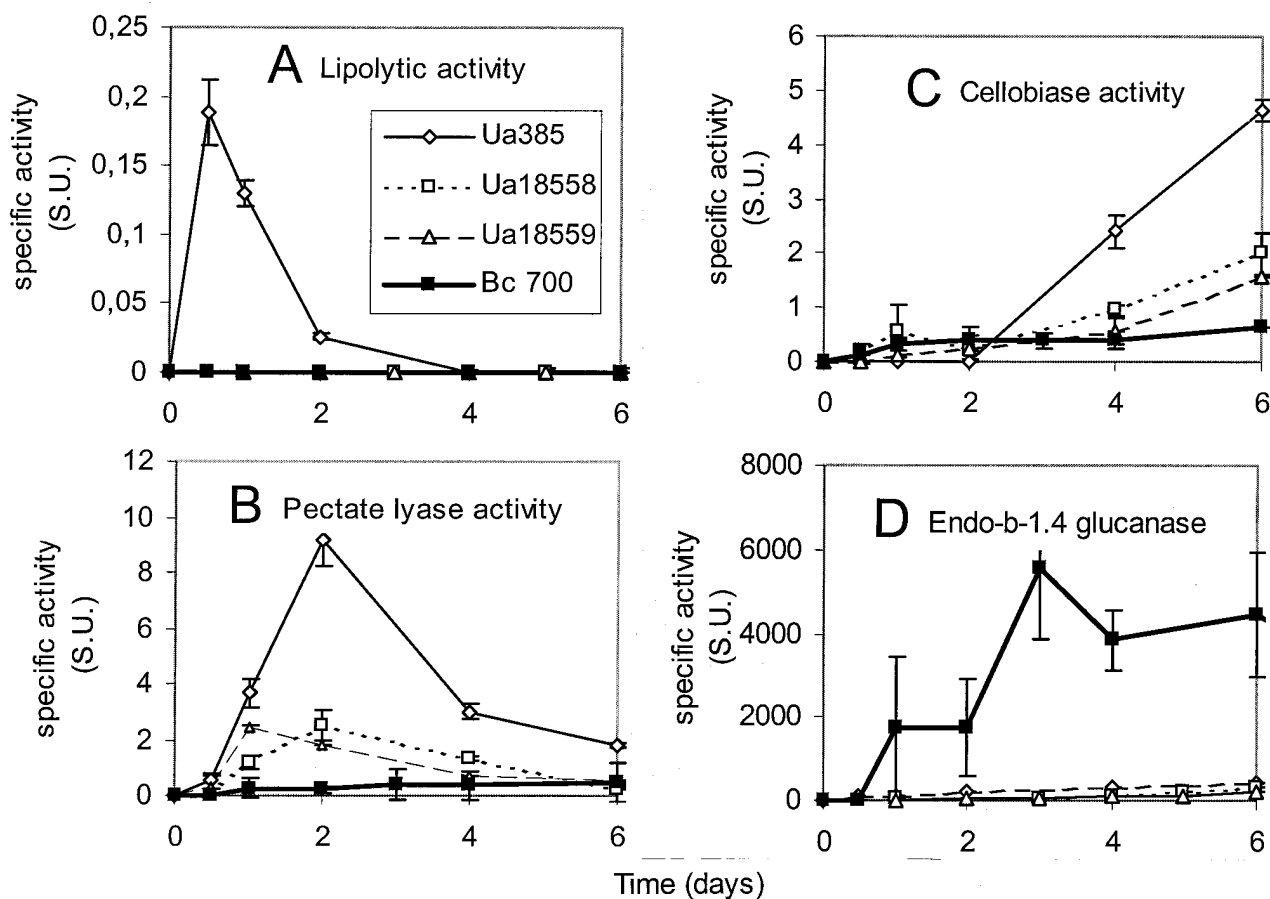 A Lipolytic activity
specific activity
(S.U.)
0,25
0,2
0,15
0,1
0,05
0
0 2 4 6
Ua385
Ua18558
Ua18559
Bc 700
C Cellobiase activity
specific activity
(S.U.)
6
5
4
3
2
1
0
0 2 4 6
B Pectate lyase activity
specific activity
(S.U.)
12
10
8
6
4
2
0
0 2 4 6
D Endo-b-1.4 glucanase
specific activity
(S.U.)
8000
6000
4000
2000
0
0 2 4 6
Time (days)